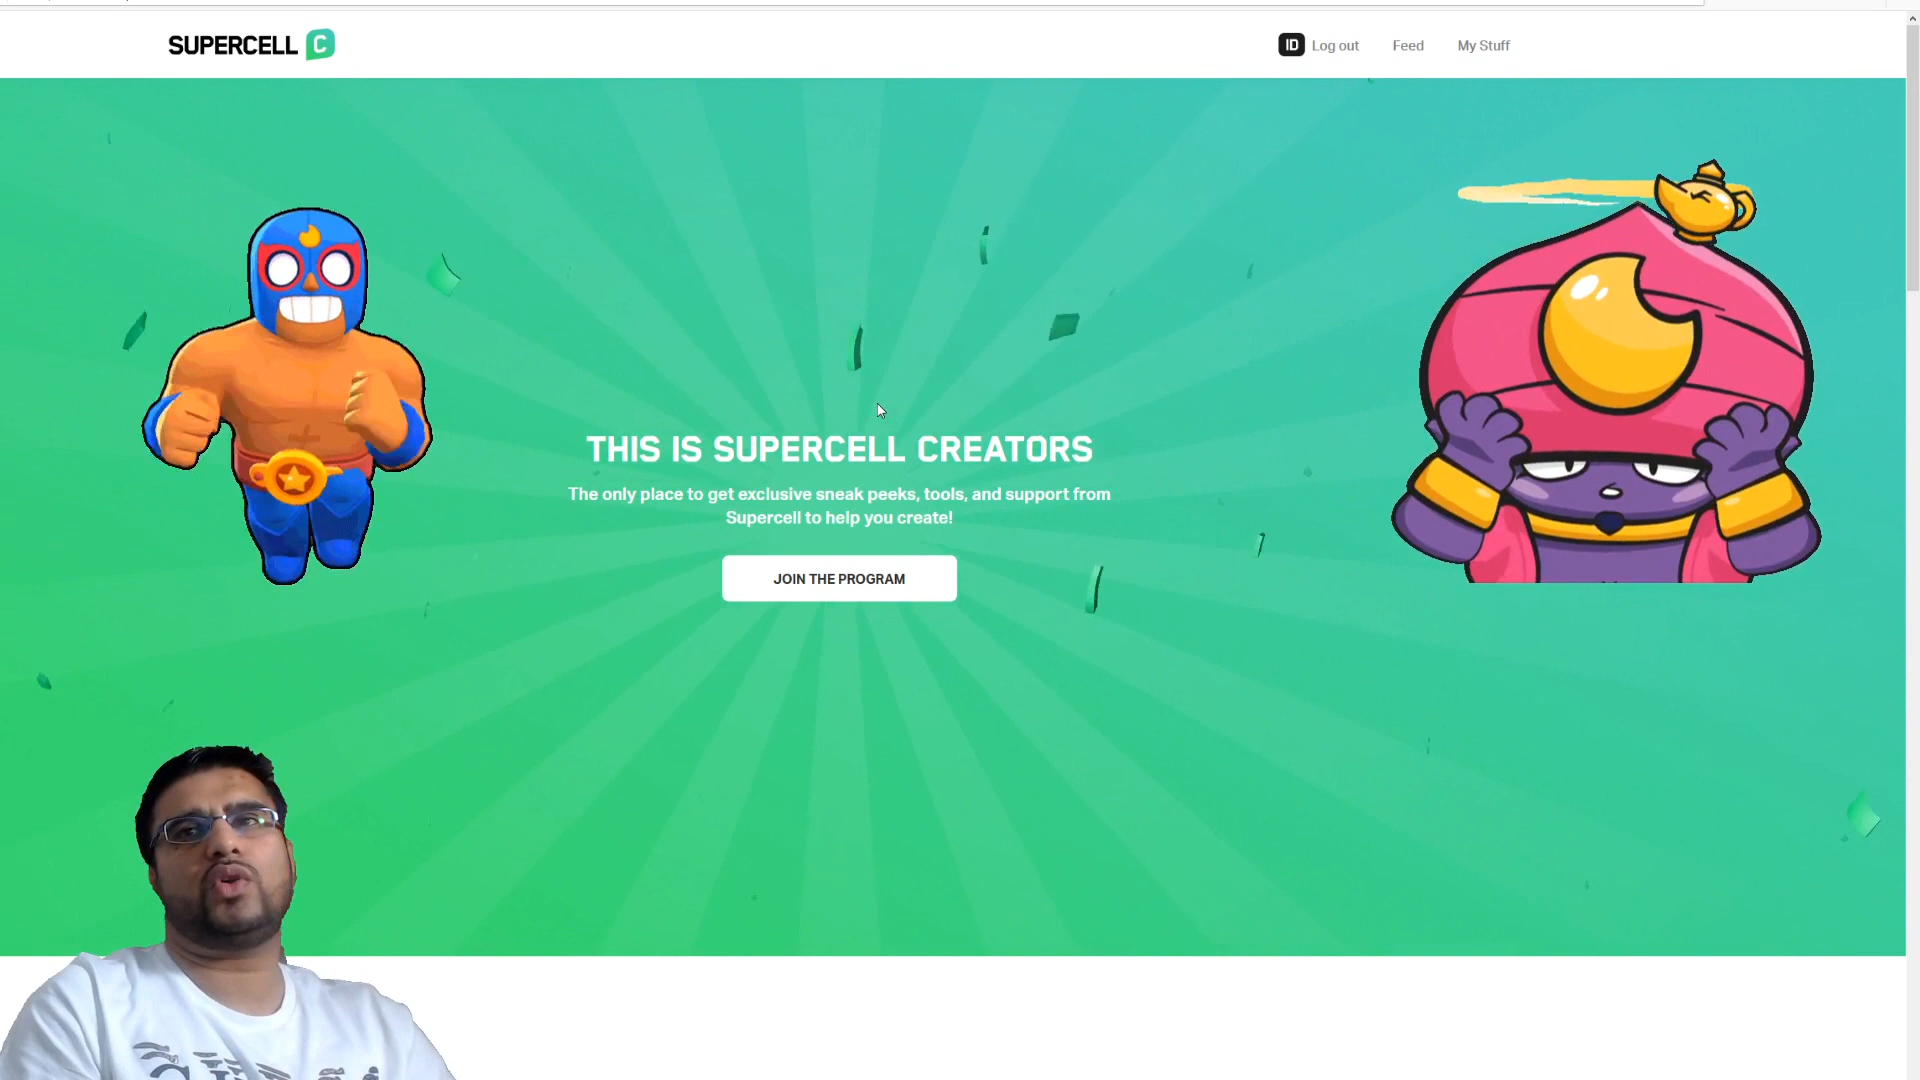 SUPERCELL C
ID Log out Feed My Stuff
THIS IS SUPERCELL CREATORS
The only place to get exclusive sneak peeks, tools, and support from
Supercell to help you create!
JOIN THE PROGRAM